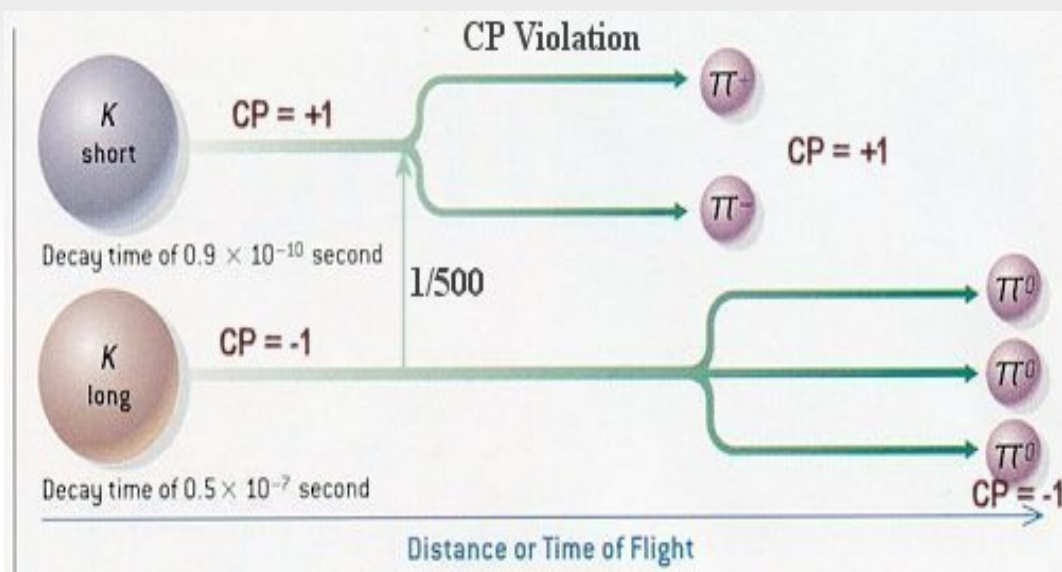 CP Violation
K
short
CP = +1
π+
π−
CP = +1
Decay time of 0.9 × 10⁻¹⁰ second
1/500
K
long
CP = -1
π⁰
π⁰
π⁰
CP = -1
Decay time of 0.5 × 10⁻⁷ second
Distance or Time of Flight